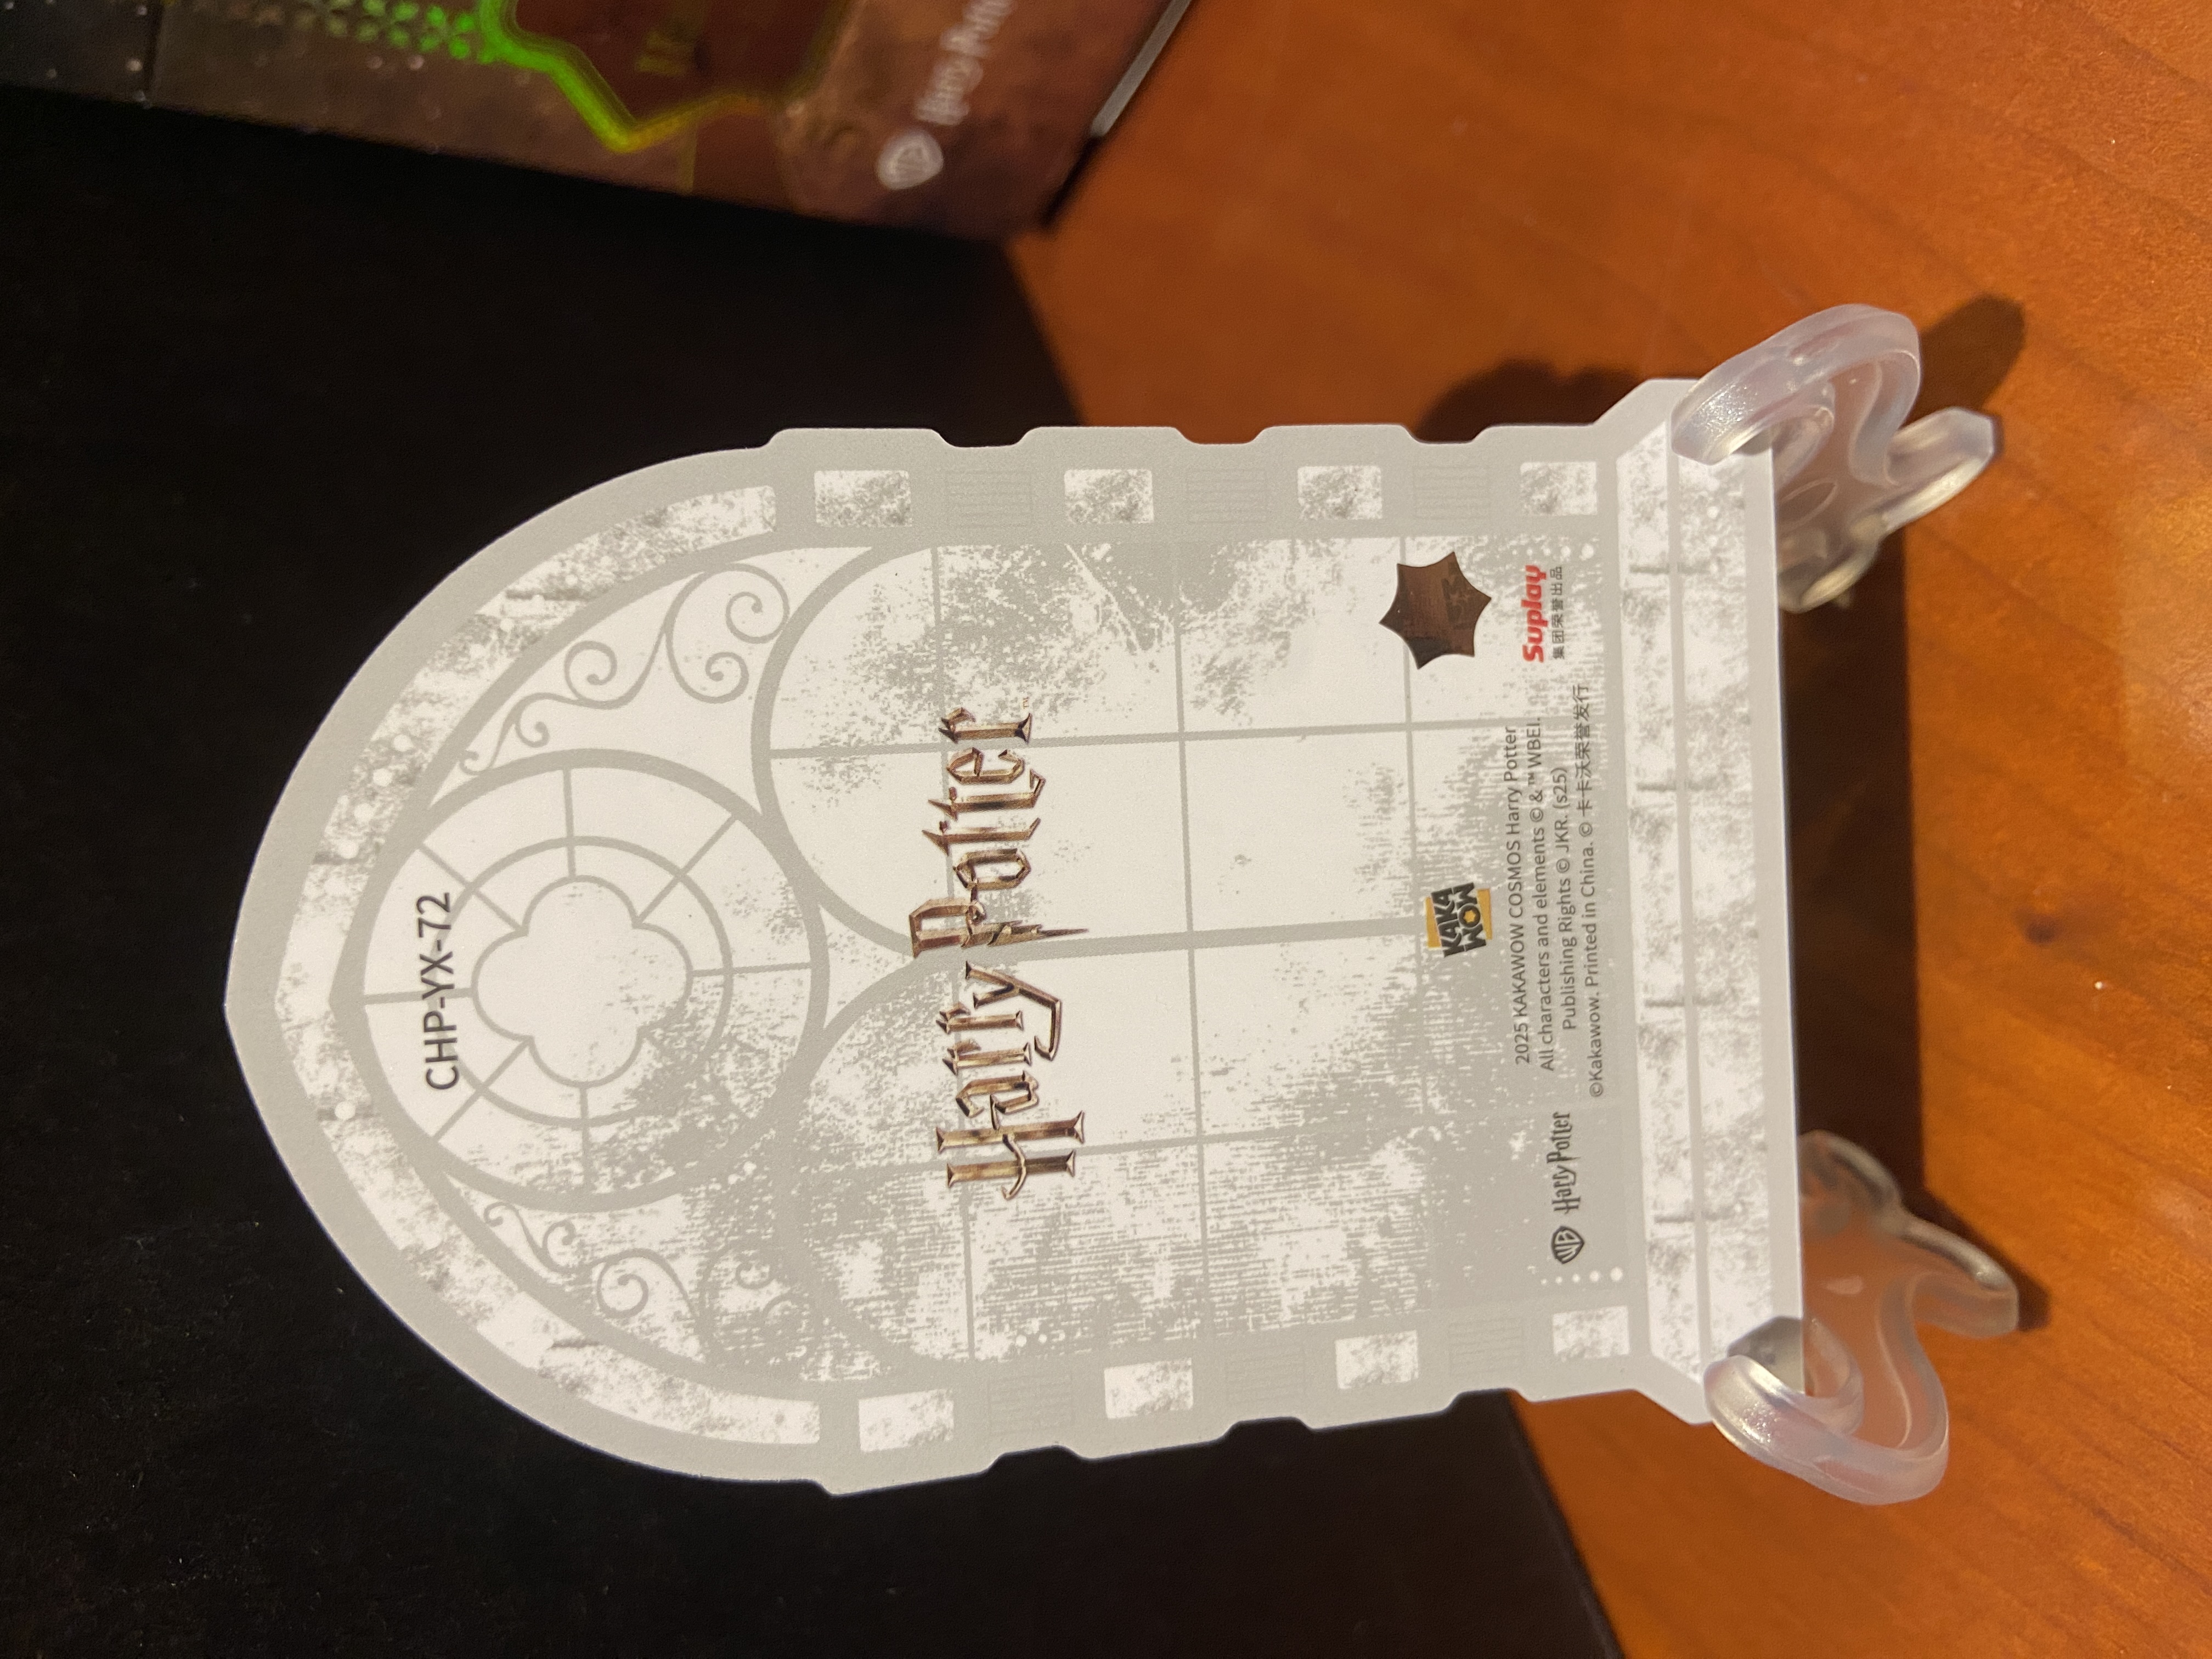 CHP-YX-72
Harry Potter™
KAKA
WOW
2025 KAKAWOW COSMOS Harry Potter
All characters and elements © & ™ WBEI.
Publishing Rights © JKR. (s25)
©Kakawow. Printed in China. © 卡卡沃荣誉发行
WB Harry Potter
Suplay
集团荣誉出品